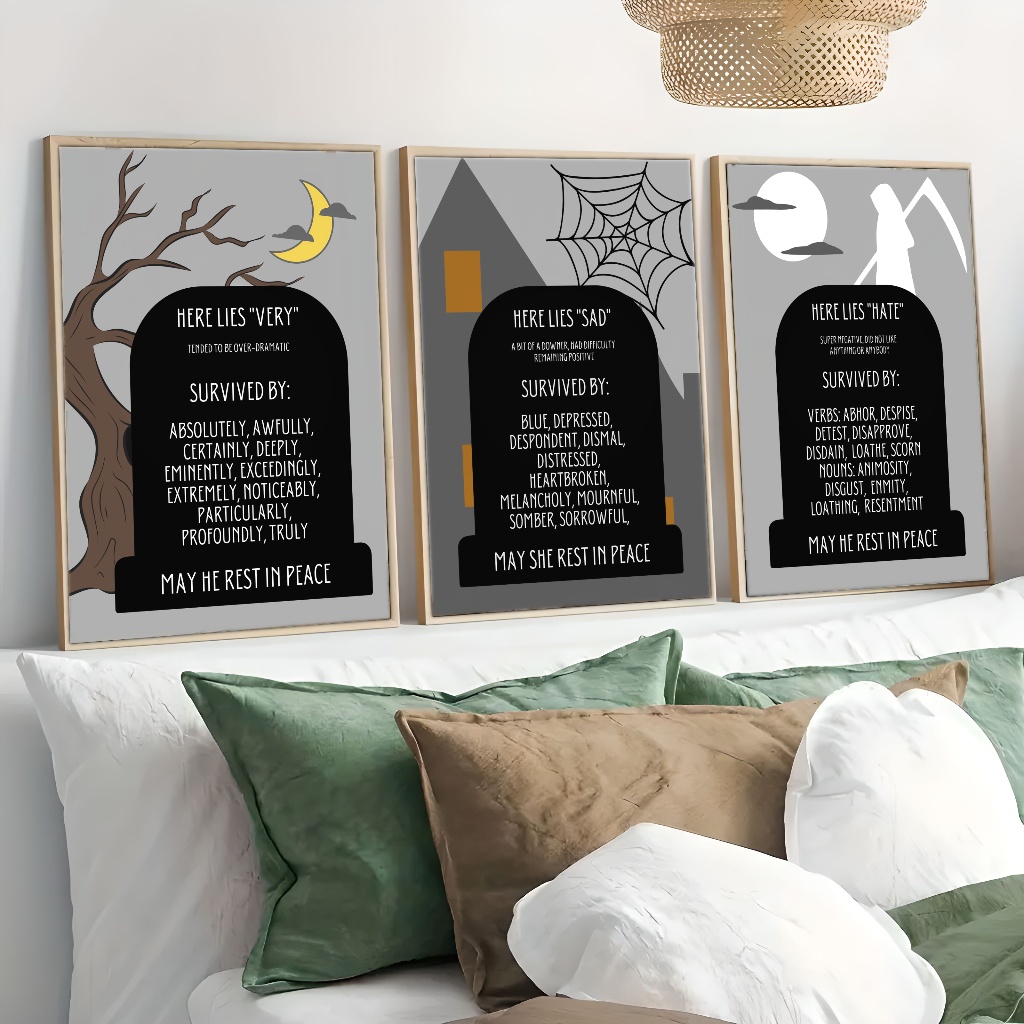 HERE LIES "VERY"
TENDED TO BE OVER-DRAMATIC
SURVIVED BY:
ABSOLUTELY, AWFULLY,
CERTAINLY, DEEPLY,
EMINENTLY, EXCEEDINGLY,
EXTREMELY, NOTICEABLY,
PARTICULARLY,
PROFOUNDLY, TRULY
MAY HE REST IN PEACE
HERE LIES "SAD"
A BIT OF A DOWNER, HAD DIFFICULTY
REMAINING POSITIVE
SURVIVED BY:
BLUE, DEPRESSED,
DESPONDENT, DISMAL,
DISTRESSED,
HEARTBROKEN,
MELANCHOLY, MOURNFUL,
SOMBER, SORROWFUL,
MAY SHE REST IN PEACE
HERE LIES "HATE"
SUPER NEGATIVE, DID NOT LIKE
ANYTHING OR ANYBODY
SURVIVED BY:
VERBS: ABHOR, DESPISE,
DETEST, DISAPPROVE,
DISDAIN, LOATHE, SCORN
NOUNS: ANIMOSITY,
DISGUST, ENMITY,
LOATHING, RESENTMENT
MAY HE REST IN PEACE